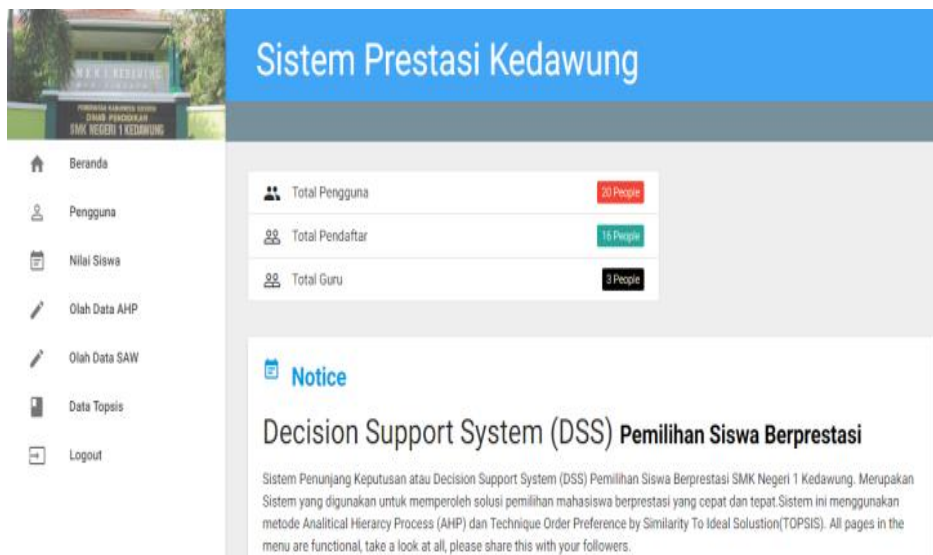 PEMERINTAH KABUPATEN SRAGEN
DINAS PENDIDIKAN
SMK NEGERI 1 KEDAWUNG
Sistem Prestasi Kedawung
Beranda
Pengguna
Nilai Siswa
Olah Data AHP
Olah Data SAW
Data Topsis
Logout
Total Pengguna 20 People
Total Pendaftar 16 People
Total Guru 3 People
Notice
Decision Support System (DSS) Pemilihan Siswa Berprestasi
Sistem Penunjang Keputusan atau Decision Support System (DSS) Pemilihan Siswa Berprestasi SMK Negeri 1 Kedawung. Merupakan
Sistem yang digunakan untuk memperoleh solusi pemilihan mahasiswa berprestasi yang cepat dan tepat.Sistem ini menggunakan
metode Analitical Hierarcy Process (AHP) dan Technique Order Preference by Similarity To Ideal Solustion(TOPSIS). All pages in the
menu are functional, take a look at all, please share this with your followers.